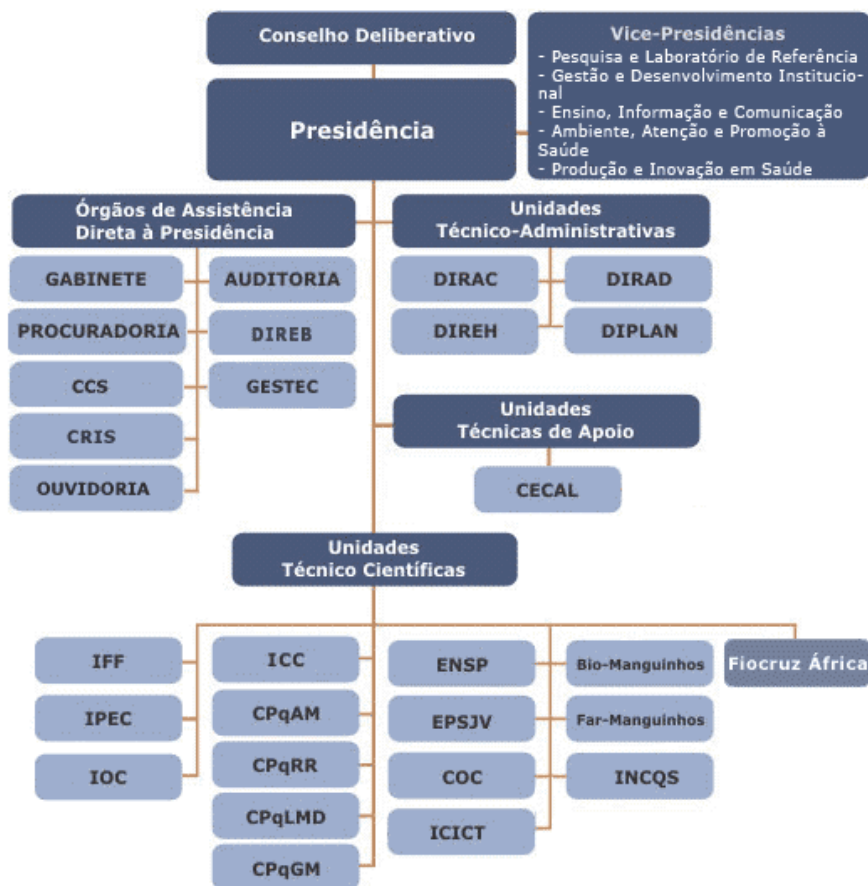 Conselho Deliberativo
Presidência
Vice-Presidências
- Pesquisa e Laboratório de Referência
- Gestão e Desenvolvimento Institucio-
nal
- Ensino, Informação e Comunicação
- Ambiente, Atenção e Promoção à
Saúde
- Produção e Inovação em Saúde
Órgãos de Assistência
Direta à Presidência
GABINETE
AUDITORIA
PROCURADORIA
DIREB
CCS
GESTEC
CRIS
OUVIDORIA
Unidades
Técnico-Administrativas
DIRAC
DIRAD
DIREH
DIPLAN
Unidades
Técnicas de Apoio
CECAL
Unidades
Técnico Científicas
IFF
IPEC
IOC
ICC
CPqAM
CPqRR
CPqLMD
CPqGM
ENSP
EPSJV
COC
ICICT
Bio-Manguinhos
Far-Manguinhos
INCQS
Fiocruz África